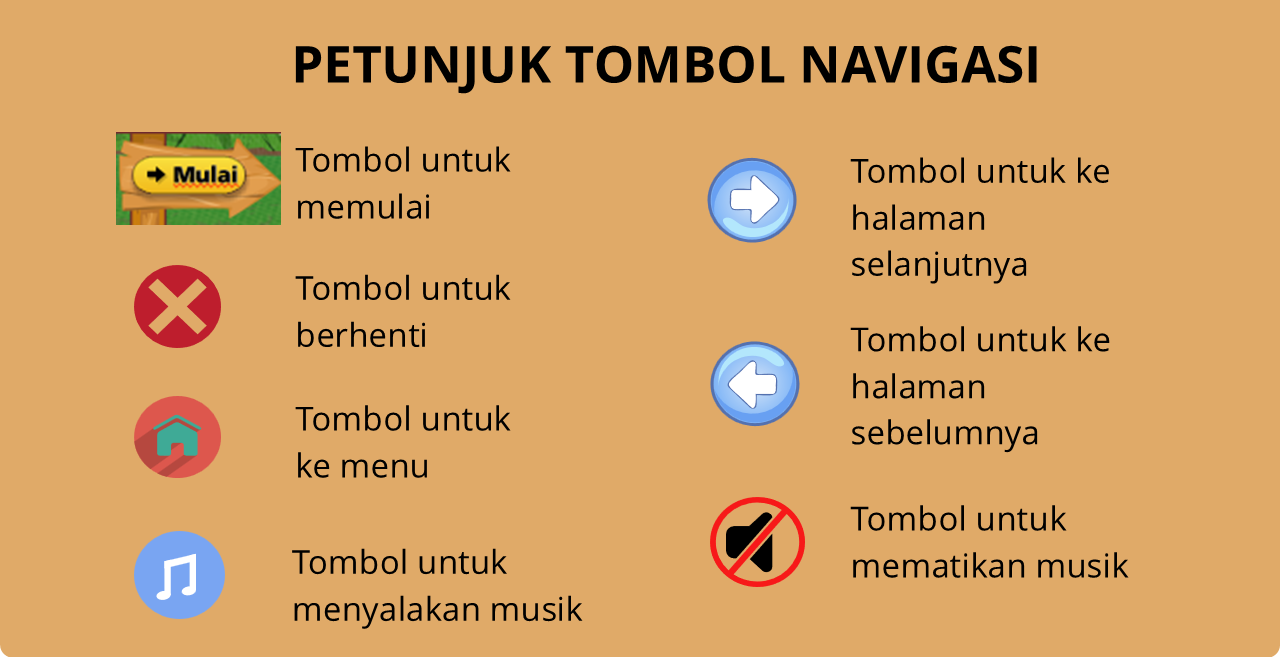 PETUNJUK TOMBOL NAVIGASI
Mulai
Tombol untuk
memulai
Tombol untuk
berhenti
Tombol untuk
ke menu
Tombol untuk
menyalakan musik
Tombol untuk ke
halaman
selanjutnya
Tombol untuk ke
halaman
sebelumnya
Tombol untuk
mematikan musik